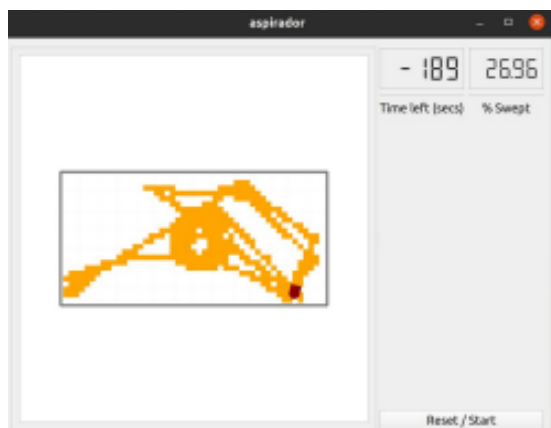 aspirador
- 189 26.96
Time left (secs) % Swept
Reset / Start